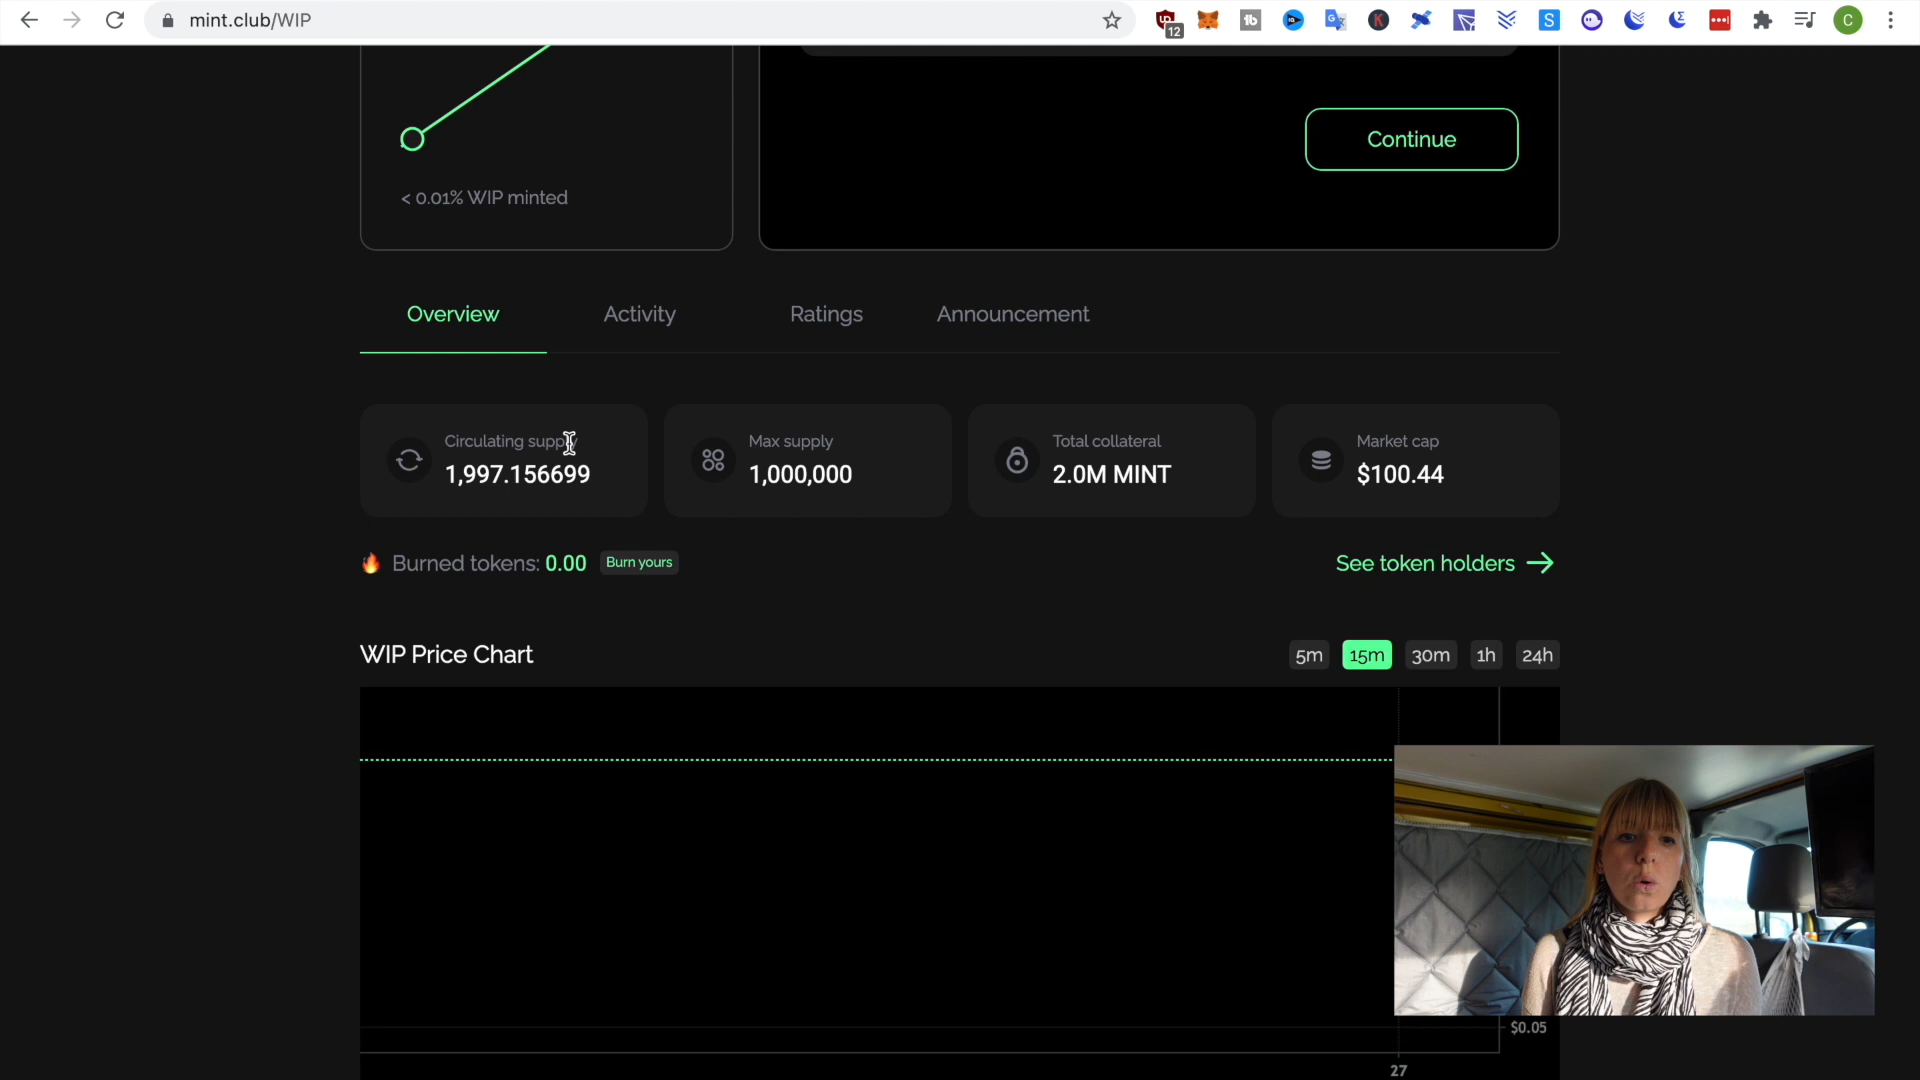 mint.club/WIP
12
C
Continue
< 0.01% WIP minted
Overview
Activity
Ratings
Announcement
Circulating supply
1,997.156699
Max supply
1,000,000
Total collateral
2.0M MINT
Market cap
$100.44
Burned tokens: 0.00
Burn yours
See token holders
WIP Price Chart
5m
15m
30m
1h
24h
$0.05
27